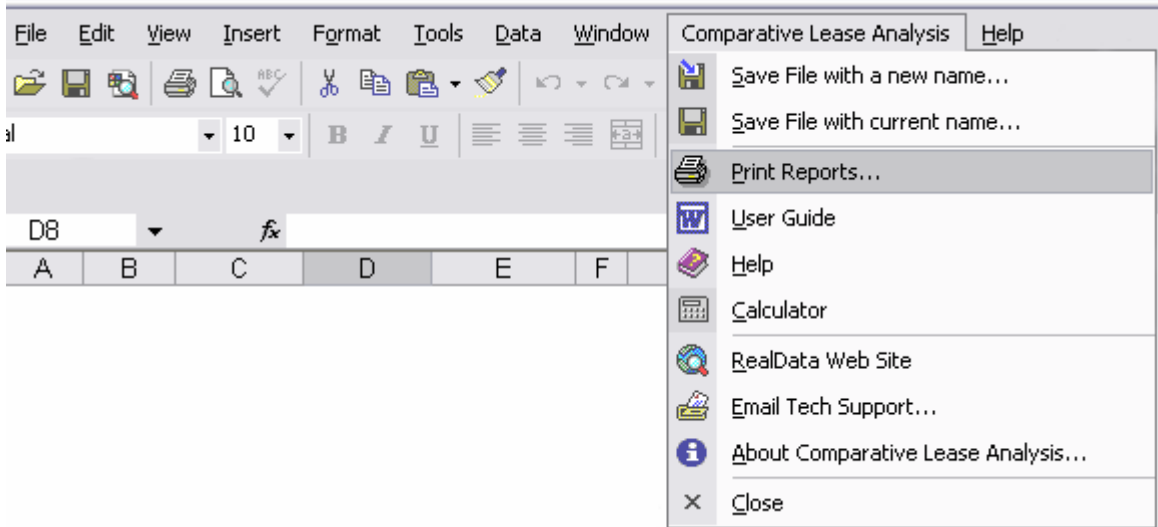 File Edit View Insert Format Tools Data Window Comparative Lease Analysis Help
ABC
al 10 B I U a
D8 fx
A B C D E F
Save File with a new name...
Save File with current name...
Print Reports...
W User Guide
Help
Calculator
RealData Web Site
Email Tech Support...
i About Comparative Lease Analysis...
Close